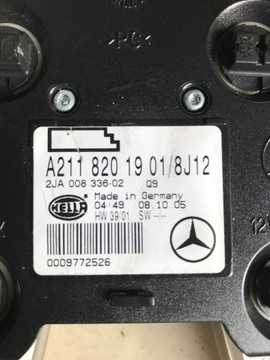 >PC<
A211 820 19 01/8J12
2JA 008 336-02 Q9
HELLA
Made in Germany
04:49 08.10.05
HW 39/01 SW --/--
0009772526